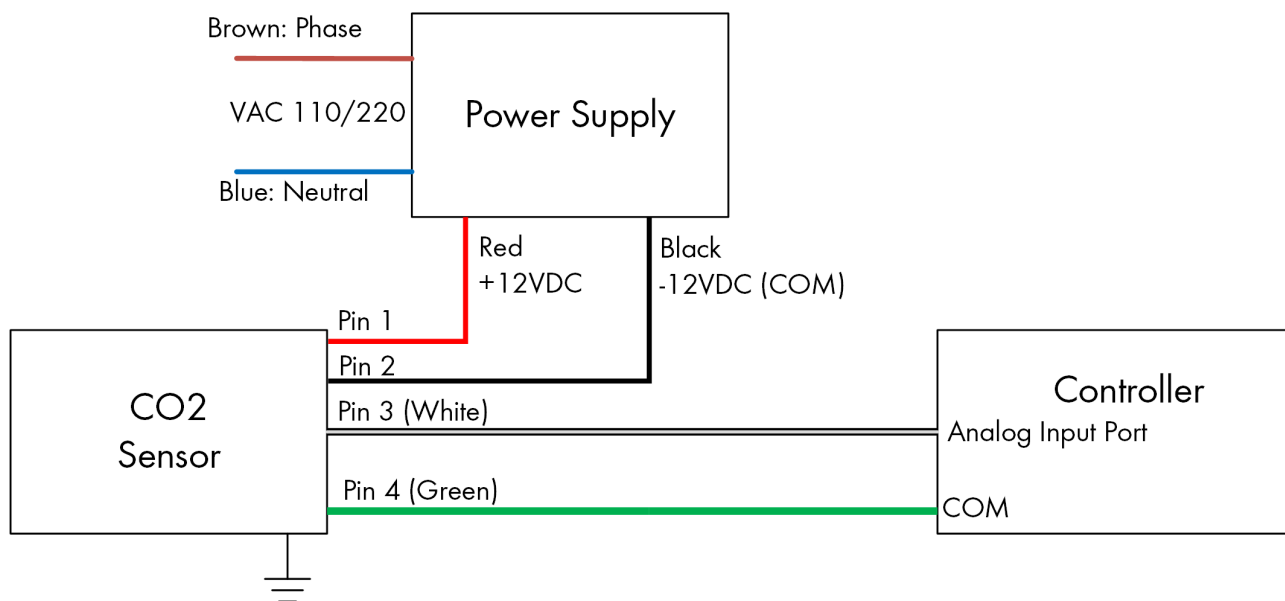 Brown: Phase
VAC 110/220
Power Supply
Blue: Neutral
Red
+12VDC
Black
-12VDC (COM)
Pin 1
Pin 2
Pin 3 (White)
Pin 4 (Green)
CO2
Sensor
Controller
Analog Input Port
COM